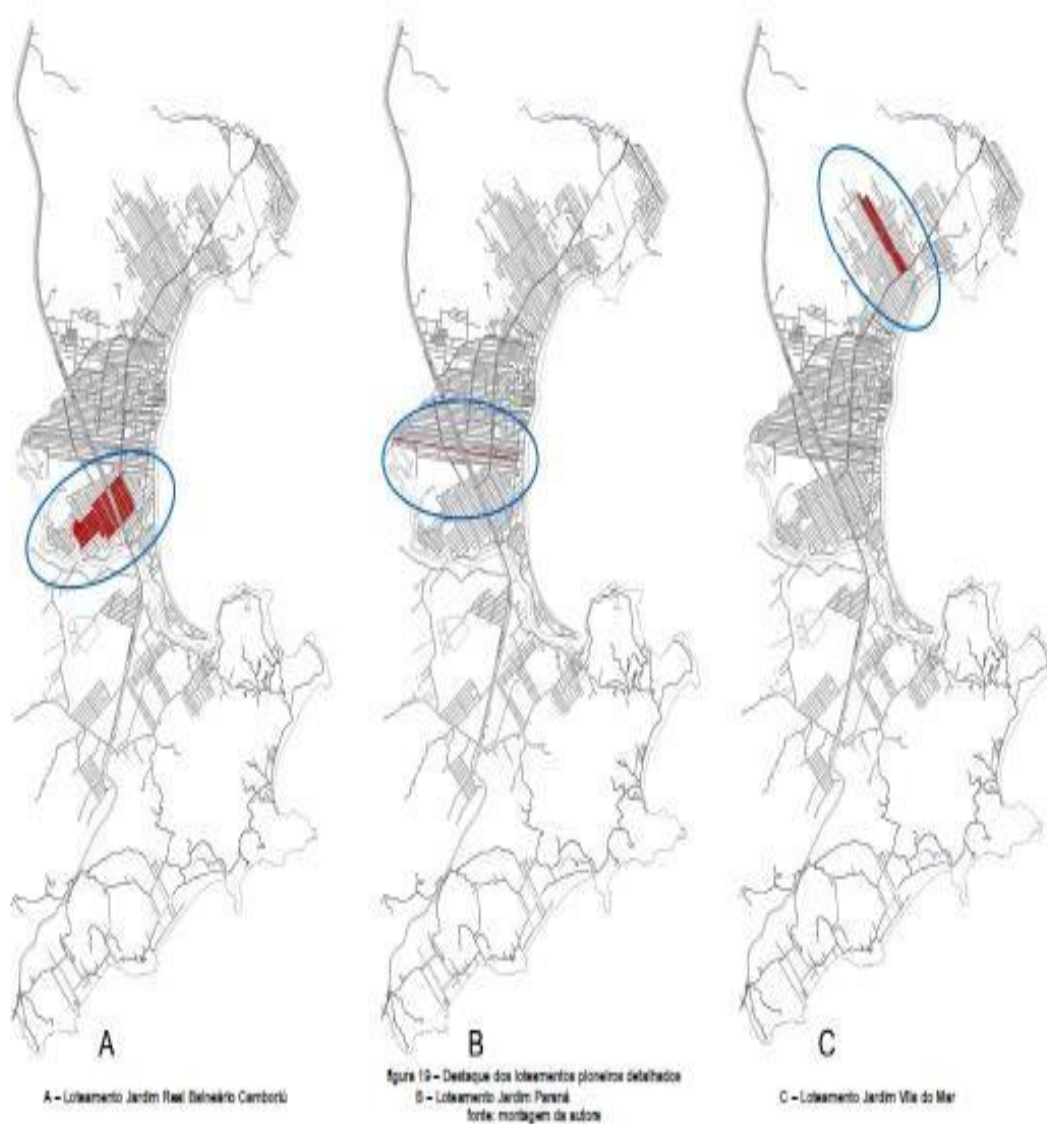 A
B
C
figura 19 – Destaque dos loteamentos pioneiros detalhados
A – Loteamento Jardim Real Balneário Camboriú
B – Loteamento Jardim Paraná
C – Loteamento Jardim Vila do Mar
fonte: montagem da autora